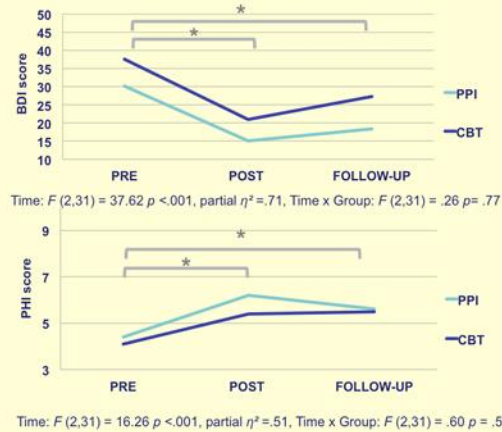 50
45
40
35
30
25
20
15
10
BDI score
*
*
PPI
CBT
PRE POST FOLLOW-UP
Time: F (2,31) = 37.62 p <.001, partial η² =.71, Time x Group: F (2,31) = .26 p= .77
9
7
5
3
PHI score
*
*
PPI
CBT
PRE POST FOLLOW-UP
Time: F (2,31) = 16.26 p <.001, partial η² =.51, Time x Group: F (2,31) = .60 p =